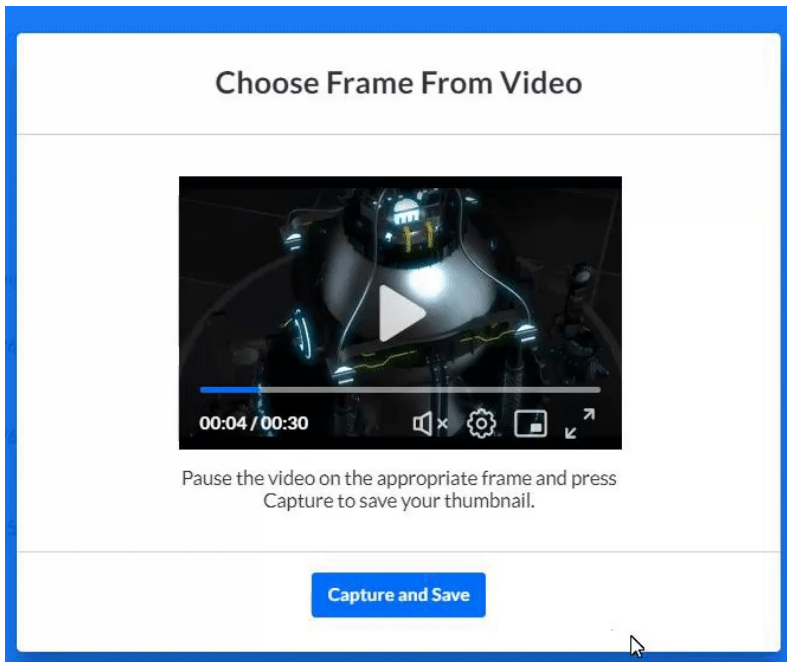 Choose Frame From Video
00:04 / 00:30
Pause the video on the appropriate frame and press
Capture to save your thumbnail.
Capture and Save